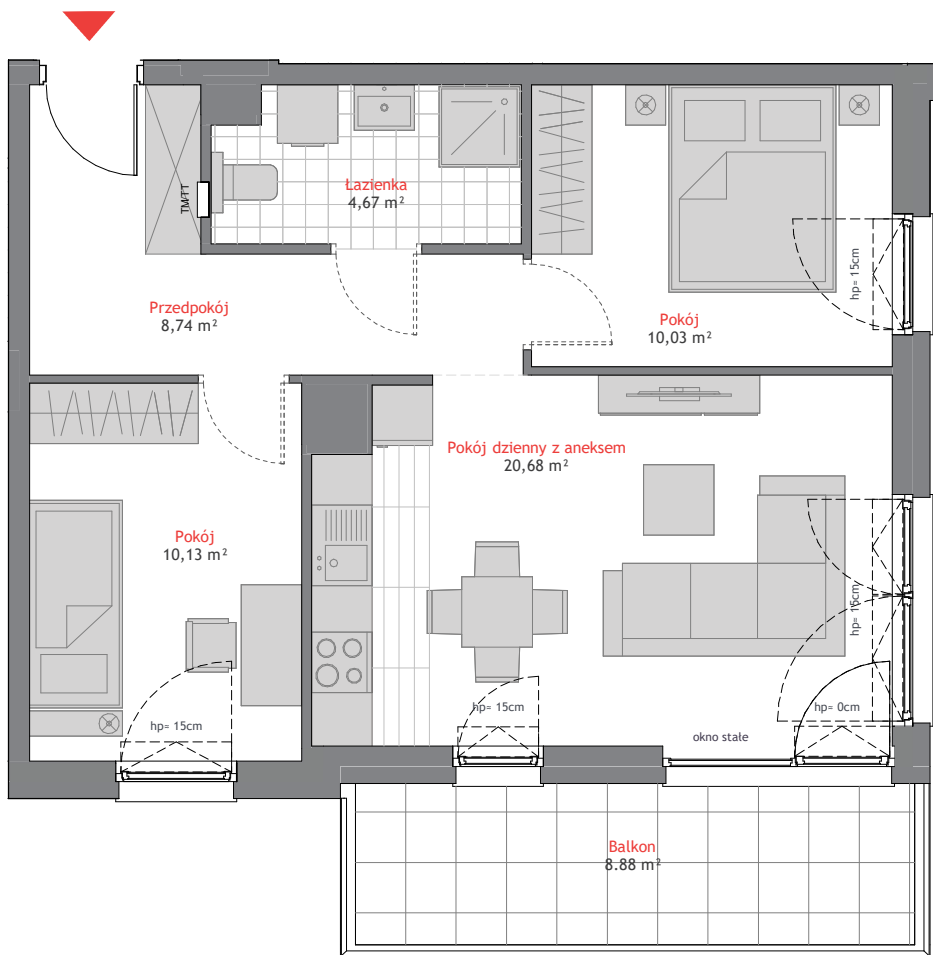 Łazienka
4,67 m²
TM/TT
Przedpokój
8,74 m²
Pokój
10,03 m²
hp= 15cm
Pokój dzienny z aneksem
20,68 m²
Pokój
10,13 m²
hp= 15cm
hp= 15cm
hp= 15cm
hp= 0cm
okno stałe
Balkon
8.88 m²